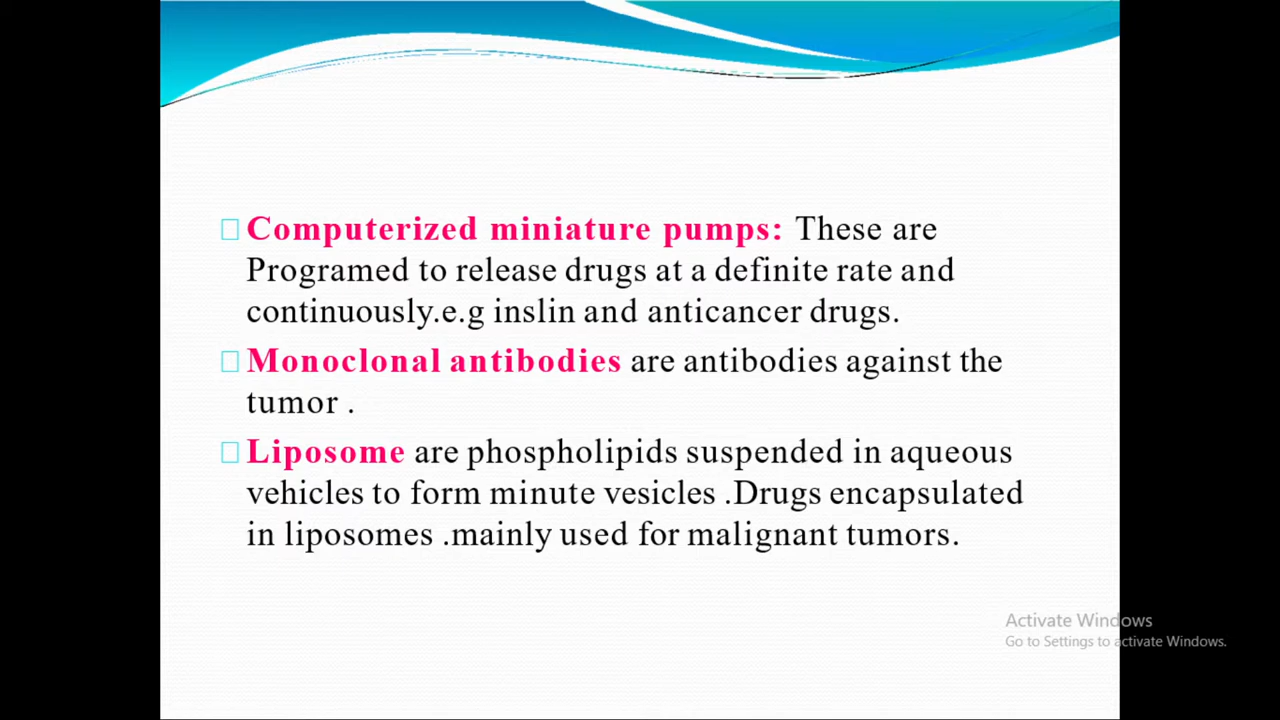 Computerized miniature pumps: These are
Programed to release drugs at a definite rate and
continuously.e.g inslin and anticancer drugs.
Monoclonal antibodies are antibodies against the
tumor .
Liposome are phospholipids suspended in aqueous
vehicles to form minute vesicles .Drugs encapsulated
in liposomes .mainly used for malignant tumors.
Activate Windows
Go to Settings to activate Windows.